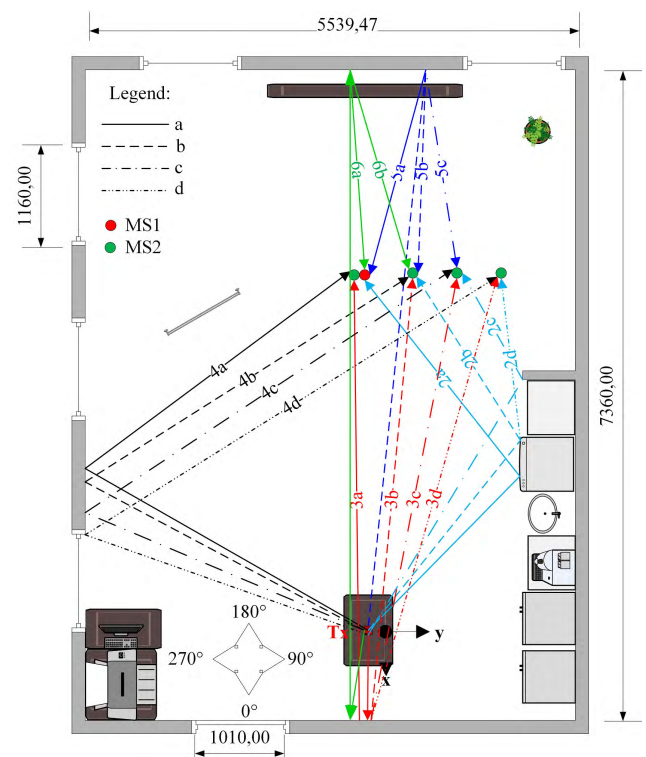 5539,47
Legend:
a
b
c
d
MS1
MS2
1160,00
6a
6b
5a
5b
5c
4a
4b
4c
4d
2a
2b
2c
2d
7360,00
3a
3b
3c
3d
Tx
y
x
180°
270°
90°
0°
1010,00